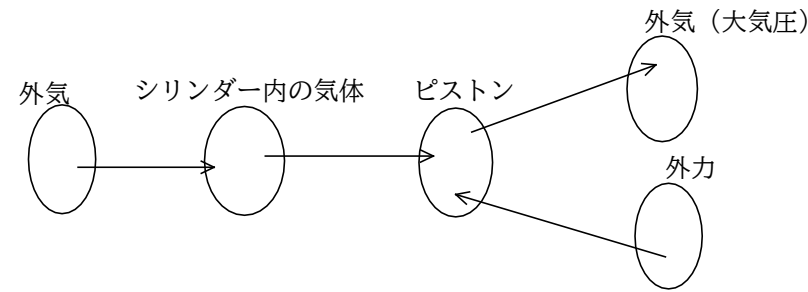 外気（大気圧）
外気
シリンダー内の気体
ピストン
外力